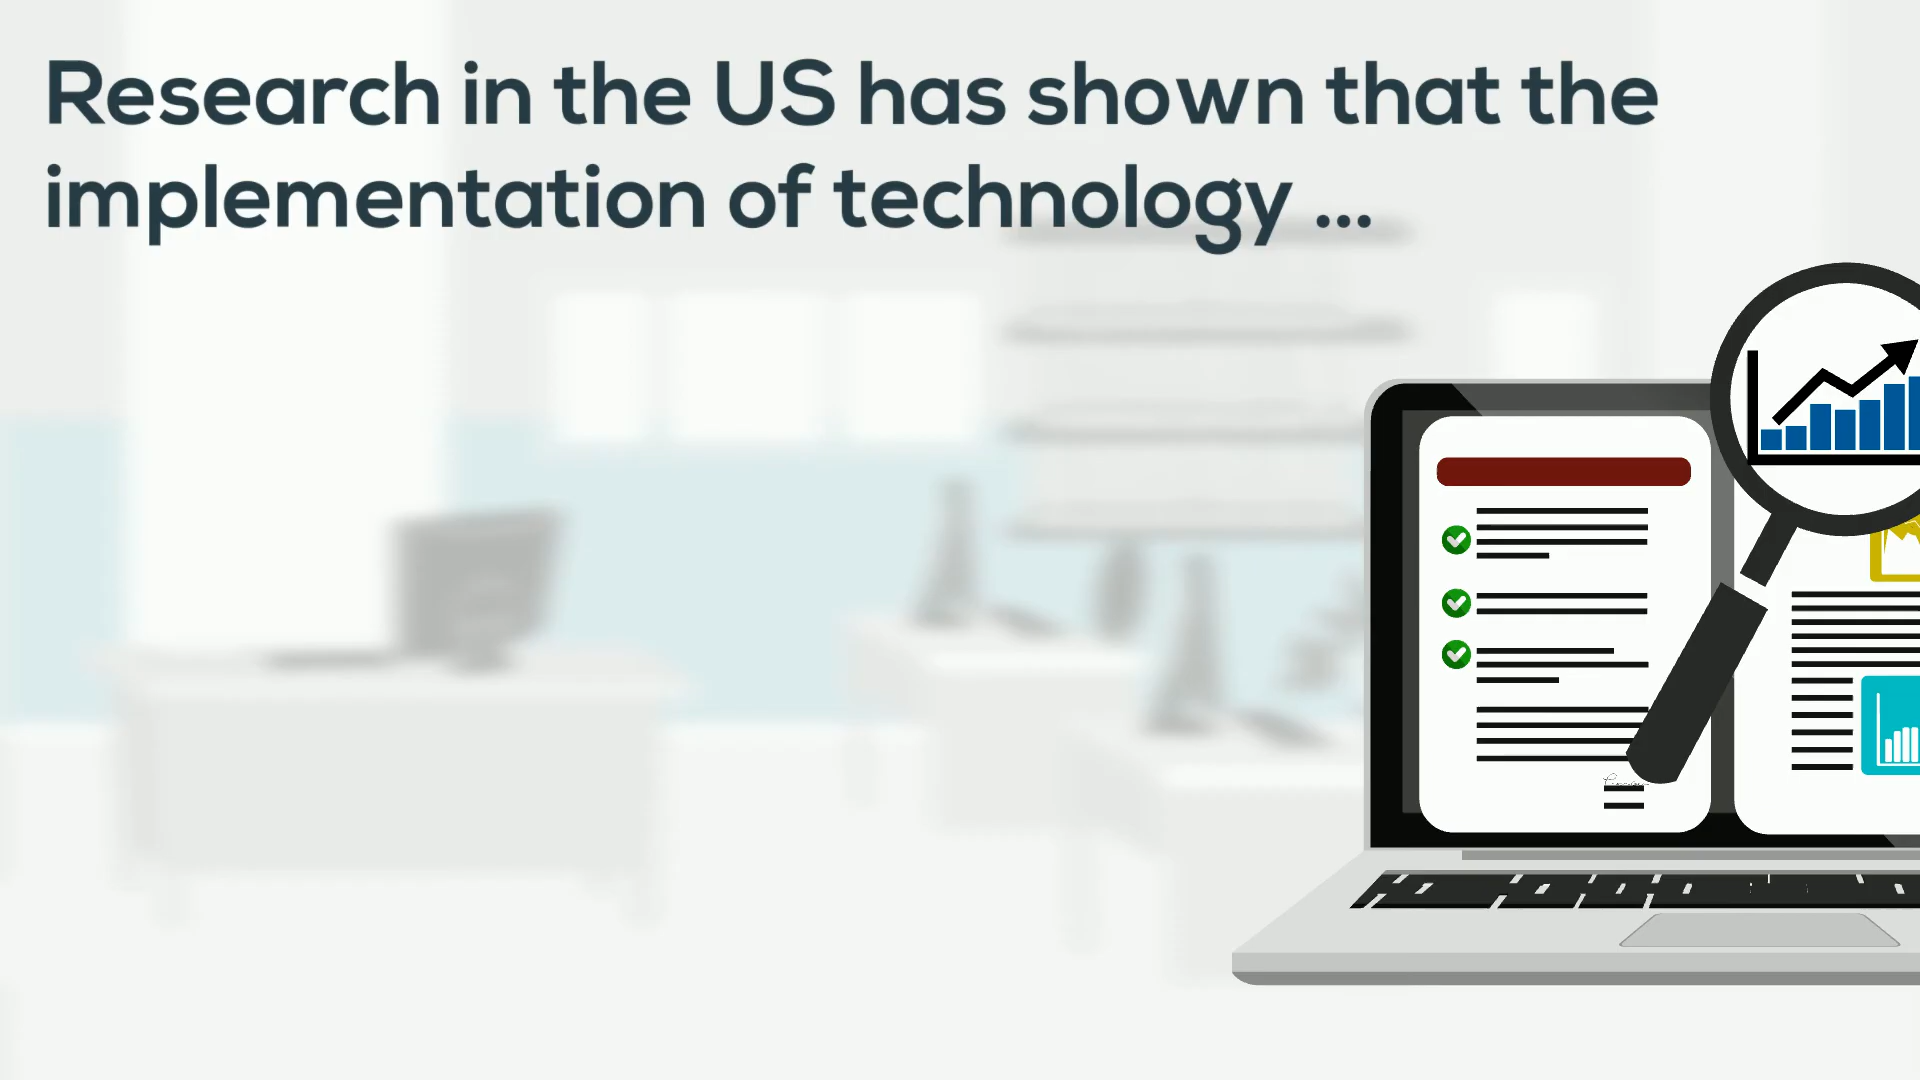 Research in the US has shown that the
implementation of technology ...